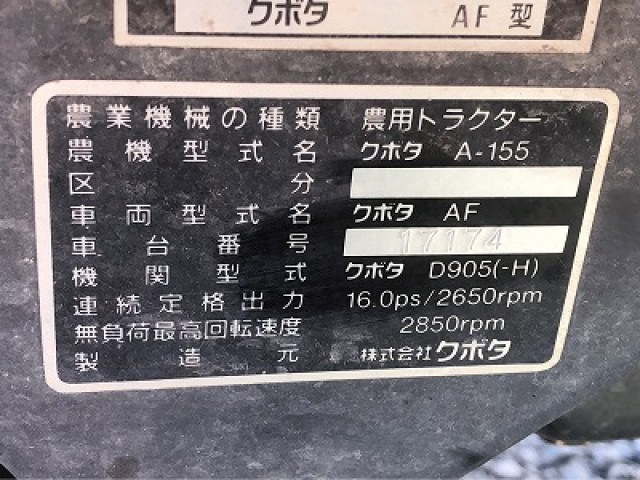 クボタ AF型
農業機械の種類 農用トラクター
農機型式名 クボタ A-155
区分
車両型式名 クボタ AF
車台番号 17174
機関型式 クボタ D905(-H)
連続定格出力 16.0ps/2650rpm
無負荷最高回転速度 2850rpm
製造元 株式会社クボタ